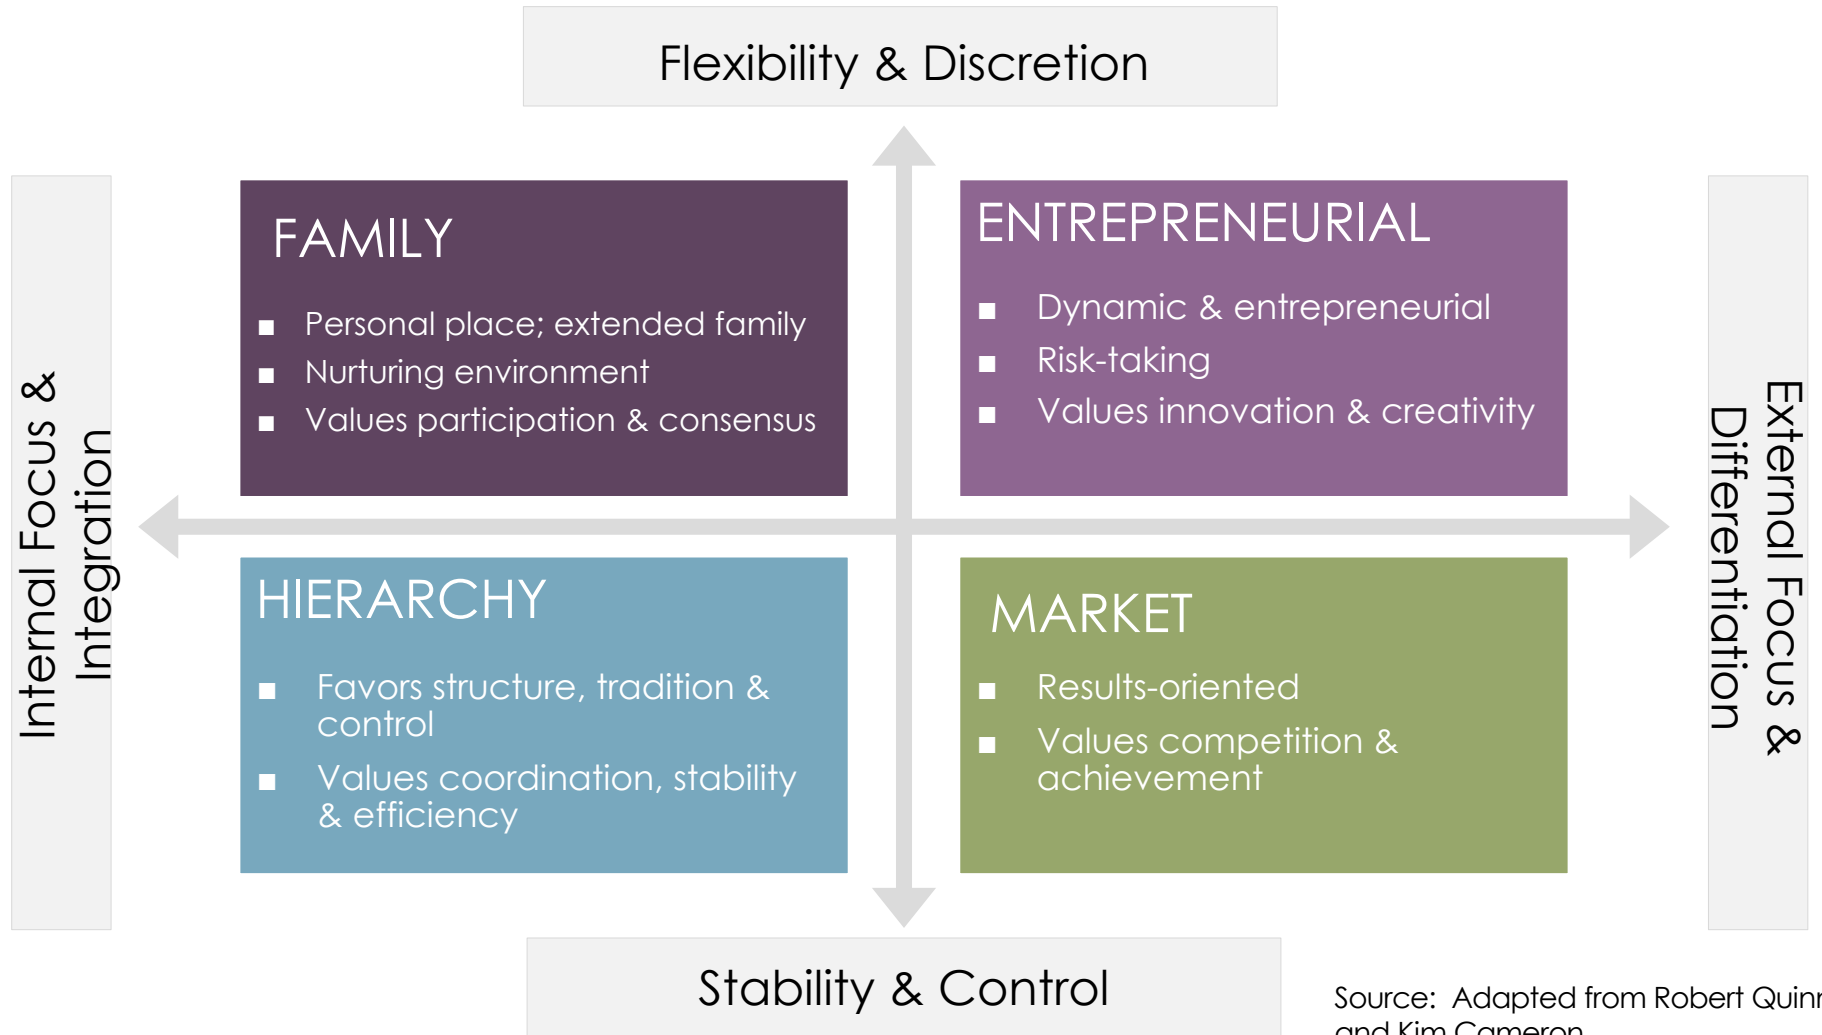 Flexibility & Discretion
Internal Focus &
Integration
FAMILY
■ Personal place; extended family
■ Nurturing environment
■ Values participation & consensus
ENTREPRENEURIAL
■ Dynamic & entrepreneurial
■ Risk-taking
■ Values innovation & creativity
HIERARCHY
■ Favors structure, tradition &
control
■ Values coordination, stability
& efficiency
MARKET
■ Results-oriented
■ Values competition &
achievement
External Focus &
Differentiation
Stability & Control
Source: Adapted from Robert Quinn
and Kim Cameron